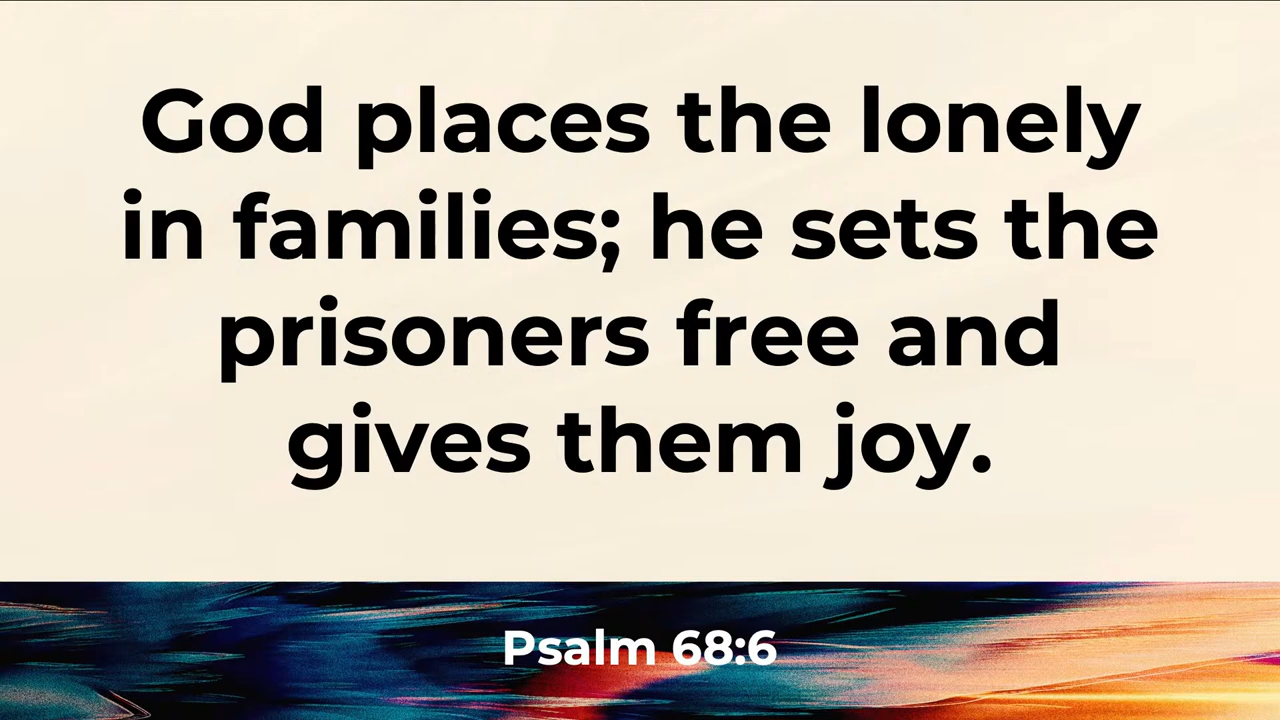 God places the lonely
in families; he sets the
prisoners free and
gives them joy.
Psalm 68:6